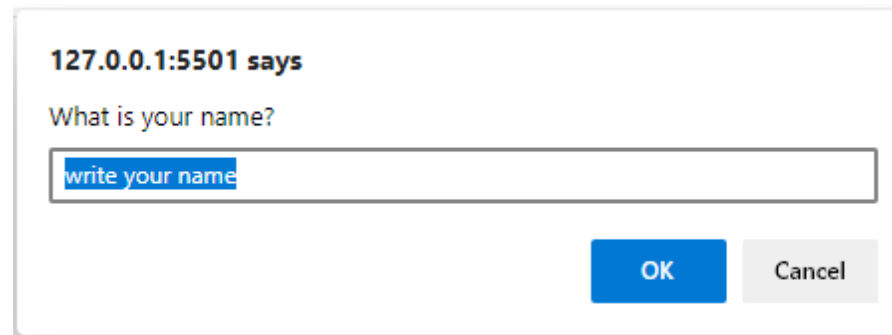 127.0.0.1:5501 says
What is your name?
write your name
OK
Cancel